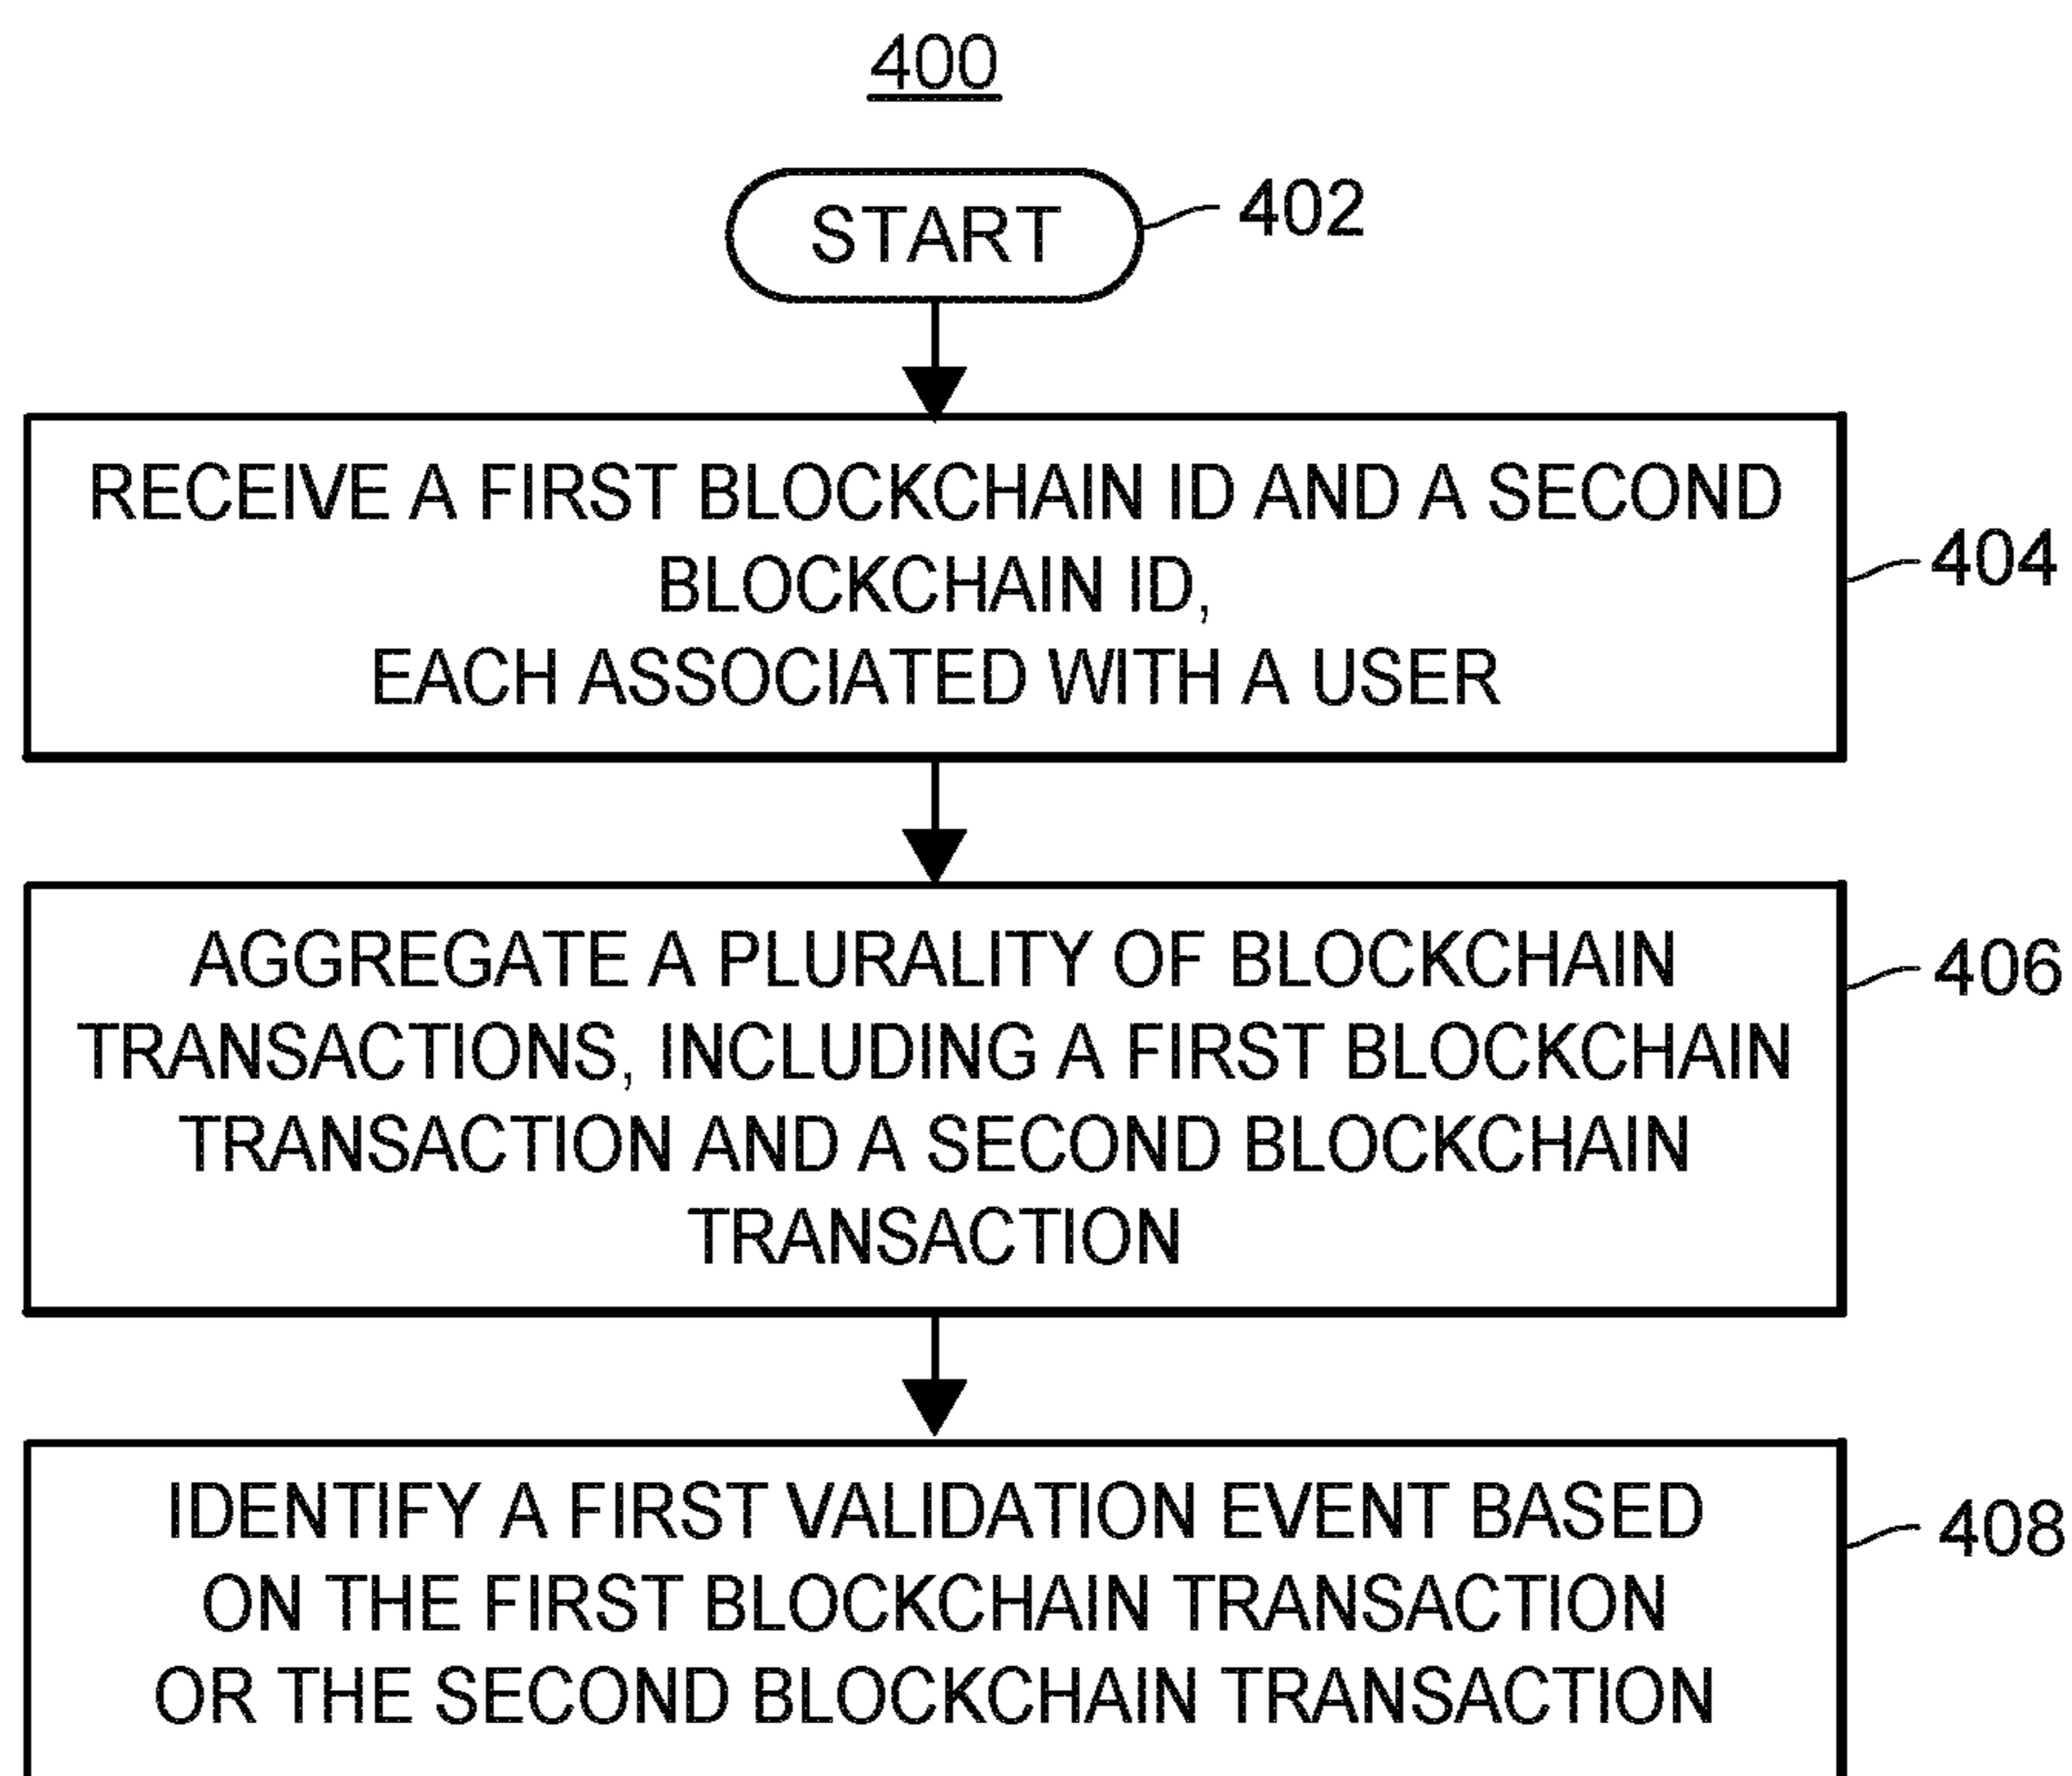 400
START
402
RECEIVE A FIRST BLOCKCHAIN ID AND A SECOND
BLOCKCHAIN ID,
EACH ASSOCIATED WITH A USER
404
AGGREGATE A PLURALITY OF BLOCKCHAIN
TRANSACTIONS, INCLUDING A FIRST BLOCKCHAIN
TRANSACTION AND A SECOND BLOCKCHAIN
TRANSACTION
406
IDENTIFY A FIRST VALIDATION EVENT BASED
ON THE FIRST BLOCKCHAIN TRANSACTION
OR THE SECOND BLOCKCHAIN TRANSACTION
408